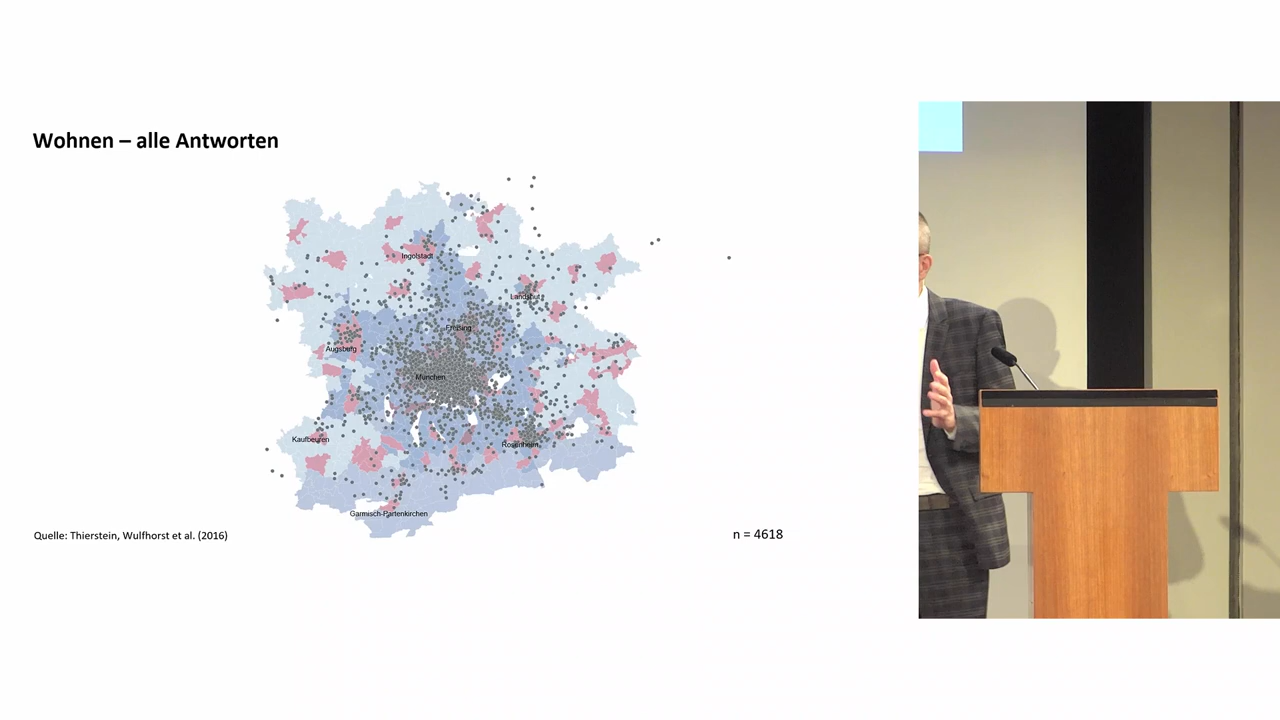 Wohnen – alle Antworten
Ingolstadt
Landshut
Freising
Augsburg
München
Kaufbeuren
Rosenheim
Garmisch-Partenkirchen
Quelle: Thierstein, Wulfhorst et al. (2016)
n = 4618